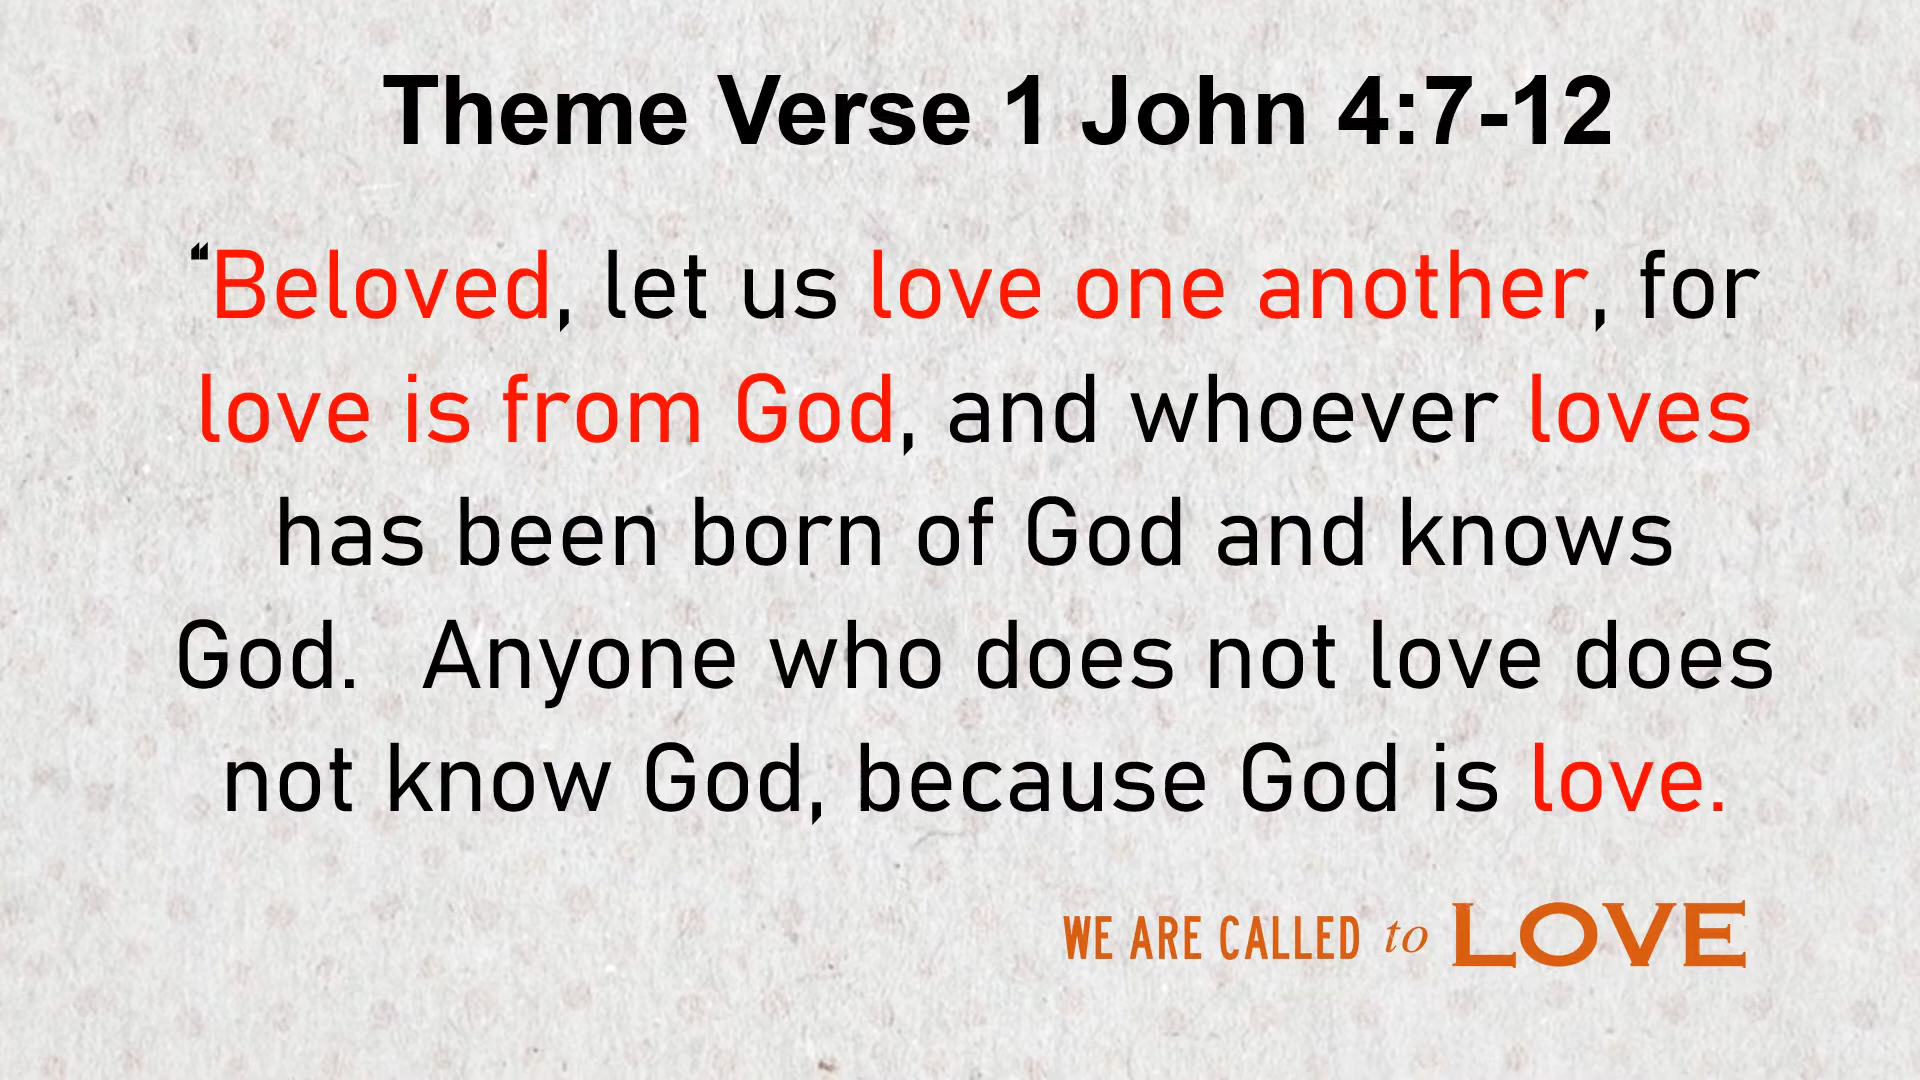 Theme Verse 1 John 4:7-12
“Beloved, let us love one another, for
love is from God, and whoever loves
has been born of God and knows
God.  Anyone who does not love does
not know God, because God is love.
WE ARE CALLED to LOVE